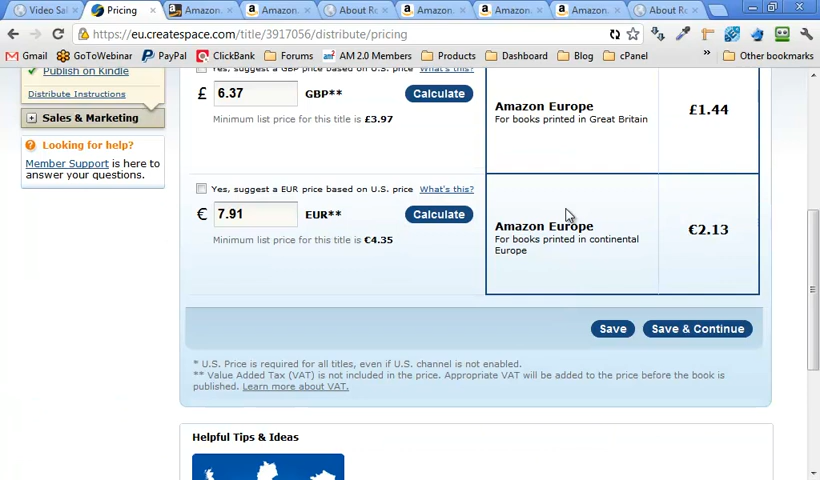 Video Sal
Pricing
Amazon.
Amazon.
About Ro
Amazon.
Amazon.
Amazon.
About Ro
https://eu.createspace.com/title/3917056/distribute/pricing
Gmail GoToWebinar PayPal ClickBank Forums AM 2.0 Members Products Dashboard Blog cPanel » Other bookmarks
Publish on Kindle
Distribute Instructions
Sales & Marketing
Looking for help?
Member Support is here to
answer your questions.
Yes, suggest a GBP price based on U.S. price What's this?
£ 6.37 GBP** Calculate
Minimum list price for this title is £3.97
Amazon Europe
For books printed in Great Britain
£1.44
Yes, suggest a EUR price based on U.S. price What's this?
€ 7.91 EUR** Calculate
Minimum list price for this title is €4.35
Amazon Europe
For books printed in continental
Europe
€2.13
Save Save & Continue
* U.S. Price is required for all titles, even if U.S. channel is not enabled.
** Value Added Tax (VAT) is not included in the price. Appropriate VAT will be added to the price before the book is
published. Learn more about VAT.
Helpful Tips & Ideas